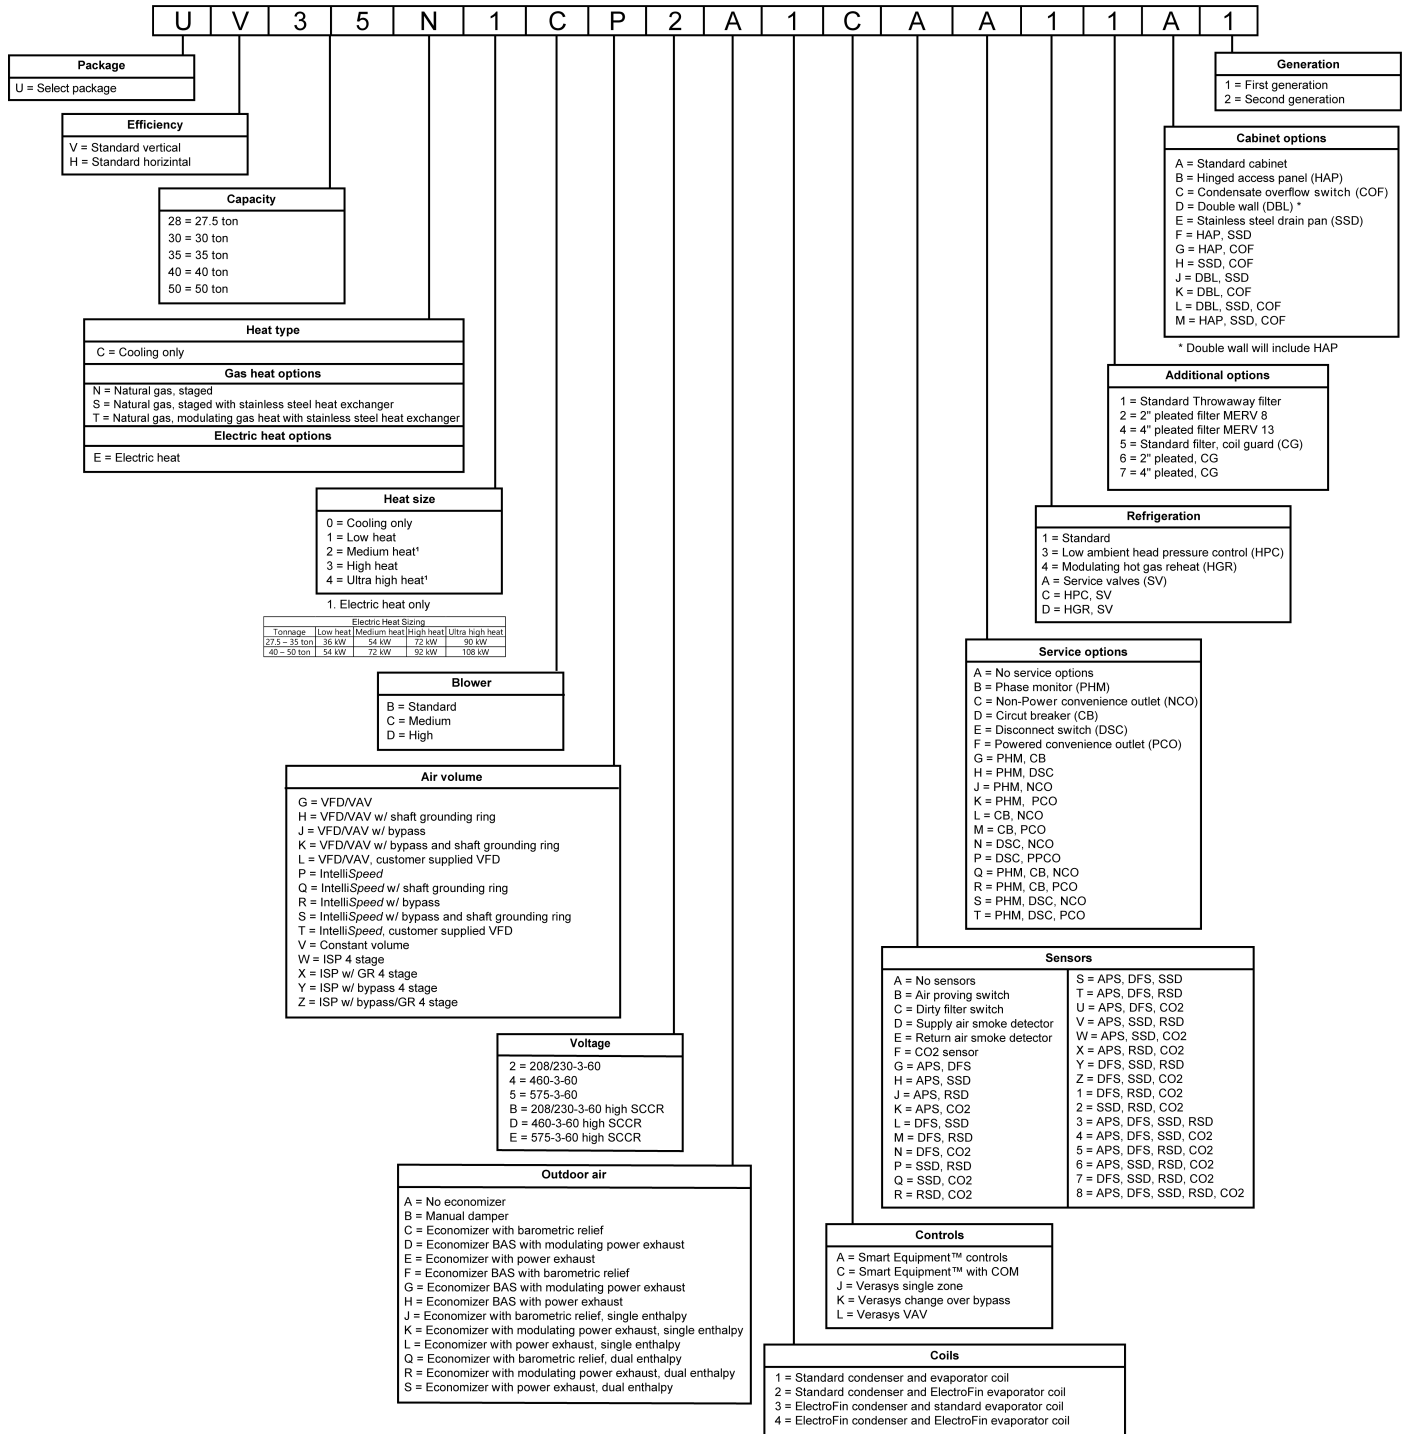 U V 3 5 N 1 C P 2 A 1 C A A 1 1 A 1
Package
U = Select package
Efficiency
V = Standard vertical
H = Standard horizintal
Capacity
28 = 27.5 ton
30 = 30 ton
35 = 35 ton
40 = 40 ton
50 = 50 ton
Heat type
C = Cooling only
Gas heat options
N = Natural gas, staged
S = Natural gas, staged with stainless steel heat exchanger
T = Natural gas, modulating gas heat with stainless steel heat exchanger
Electric heat options
E = Electric heat
Heat size
0 = Cooling only
1 = Low heat
2 = Medium heat¹
3 = High heat
4 = Ultra high heat¹
1. Electric heat only
Electric Heat Sizing
Tonnage Low heat Medium heat High heat Ultra high heat
27.5 – 35 ton 36 kW 54 kW 72 kW 90 kW
40 – 50 ton 54 kW 72 kW 92 kW 108 kW
Blower
B = Standard
C = Medium
D = High
Air volume
G = VFD/VAV
H = VFD/VAV w/ shaft grounding ring
J = VFD/VAV w/ bypass
K = VFD/VAV w/ bypass and shaft grounding ring
L = VFD/VAV, customer supplied VFD
P = IntelliSpeed
Q = IntelliSpeed w/ shaft grounding ring
R = IntelliSpeed w/ bypass
S = IntelliSpeed w/ bypass and shaft grounding ring
T = IntelliSpeed, customer supplied VFD
V = Constant volume
W = ISP 4 stage
X = ISP w/ GR 4 stage
Y = ISP w/ bypass 4 stage
Z = ISP w/ bypass/GR 4 stage
Voltage
2 = 208/230-3-60
4 = 460-3-60
5 = 575-3-60
B = 208/230-3-60 high SCCR
D = 460-3-60 high SCCR
E = 575-3-60 high SCCR
Outdoor air
A = No economizer
B = Manual damper
C = Economizer with barometric relief
D = Economizer BAS with modulating power exhaust
E = Economizer with power exhaust
F = Economizer BAS with barometric relief
G = Economizer BAS with modulating power exhaust
H = Economizer BAS with power exhaust
J = Economizer with barometric relief, single enthalpy
K = Economizer with modulating power exhaust, single enthalpy
L = Economizer with power exhaust, single enthalpy
Q = Economizer with barometric relief, dual enthalpy
R = Economizer with modulating power exhaust, dual enthalpy
S = Economizer with power exhaust, dual enthalpy
Generation
1 = First generation
2 = Second generation
Cabinet options
A = Standard cabinet
B = Hinged access panel (HAP)
C = Condensate overflow switch (COF)
D = Double wall (DBL) *
E = Stainless steel drain pan (SSD)
F = HAP, SSD
G = HAP, COF
H = SSD, COF
J = DBL, SSD
K = DBL, COF
L = DBL, SSD, COF
M = HAP, SSD, COF
* Double wall will include HAP
Additional options
1 = Standard Throwaway filter
2 = 2" pleated filter MERV 8
4 = 4" pleated filter MERV 13
5 = Standard filter, coil guard (CG)
6 = 2" pleated, CG
7 = 4" pleated, CG
Refrigeration
1 = Standard
3 = Low ambient head pressure control (HPC)
4 = Modulating hot gas reheat (HGR)
A = Service valves (SV)
C = HPC, SV
D = HGR, SV
Service options
A = No service options
B = Phase monitor (PHM)
C = Non-Power convenience outlet (NCO)
D = Circut breaker (CB)
E = Disconnect switch (DSC)
F = Powered convenience outlet (PCO)
G = PHM, CB
H = PHM, DSC
J = PHM, NCO
K = PHM, PCO
L = CB, NCO
M = CB, PCO
N = DSC, NCO
P = DSC, PPCO
Q = PHM, CB, NCO
R = PHM, CB, PCO
S = PHM, DSC, NCO
T = PHM, DSC, PCO
Sensors
A = No sensors
B = Air proving switch
C = Dirty filter switch
D = Supply air smoke detector
E = Return air smoke detector
F = CO2 sensor
G = APS, DFS
H = APS, SSD
J = APS, RSD
K = APS, CO2
L = DFS, SSD
M = DFS, RSD
N = DFS, CO2
P = SSD, RSD
Q = SSD, CO2
R = RSD, CO2
S = APS, DFS, SSD
T = APS, DFS, RSD
U = APS, DFS, CO2
V = APS, SSD, RSD
W = APS, SSD, CO2
X = APS, RSD, CO2
Y = DFS, SSD, RSD
Z = DFS, SSD, CO2
1 = DFS, RSD, CO2
2 = SSD, RSD, CO2
3 = APS, DFS, SSD, RSD
4 = APS, DFS, SSD, CO2
5 = APS, DFS, RSD, CO2
6 = APS, SSD, RSD, CO2
7 = DFS, SSD, RSD, CO2
8 = APS, DFS, SSD, RSD, CO2
Controls
A = Smart Equipment™ controls
C = Smart Equipment™ with COM
J = Verasys single zone
K = Verasys change over bypass
L = Verasys VAV
Coils
1 = Standard condenser and evaporator coil
2 = Standard condenser and ElectroFin evaporator coil
3 = ElectroFin condenser and standard evaporator coil
4 = ElectroFin condenser and ElectroFin evaporator coil